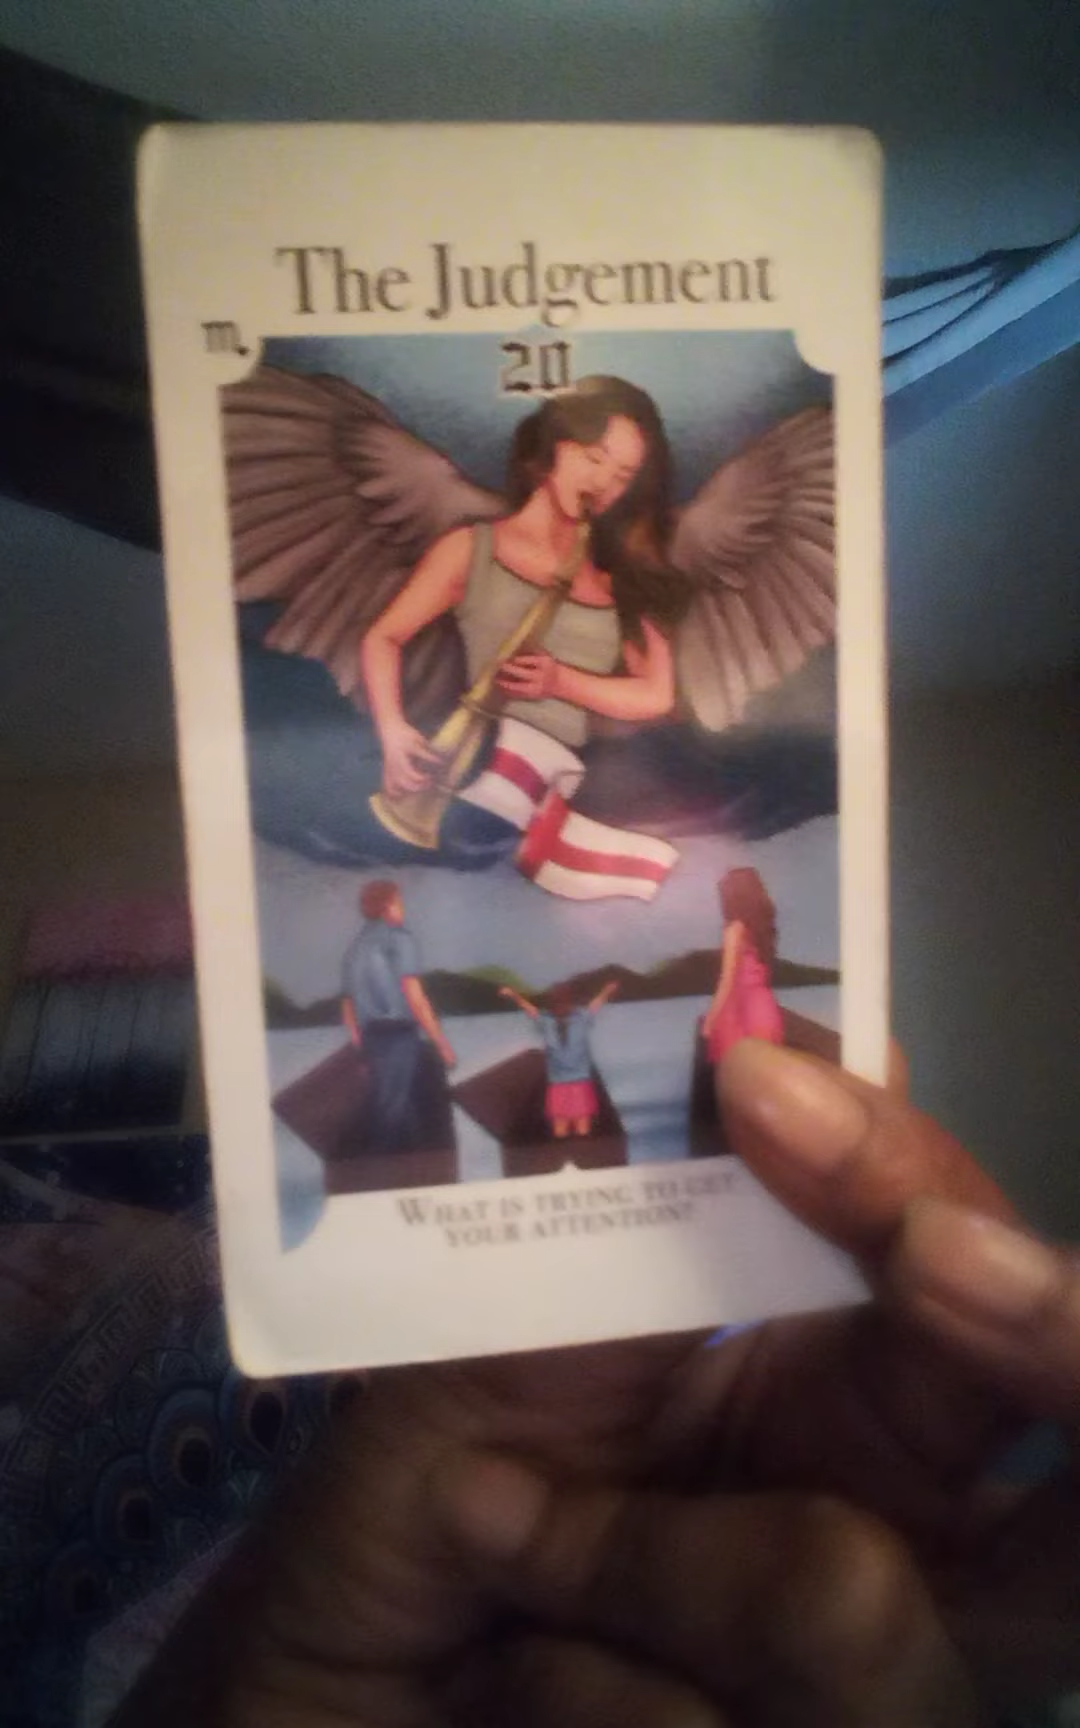 The Judgement
♏
20
WHAT IS TRYING TO GET
YOUR ATTENTION?